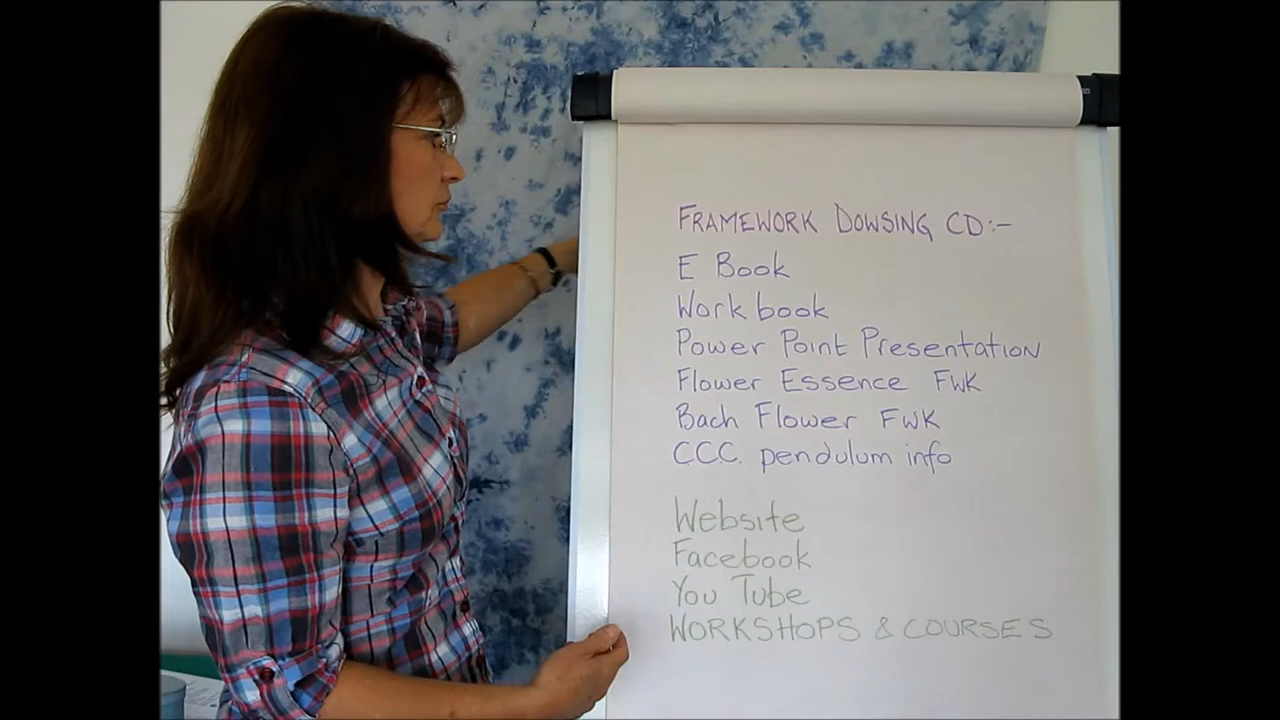 FRAMEWORK DOWSING CD:-
E Book
Work book
Power Point Presentation
Flower Essence FWK
Bach Flower FWK
C.C.C. pendulum info
Website
Facebook
You Tube
WORKSHOPS & COURSES